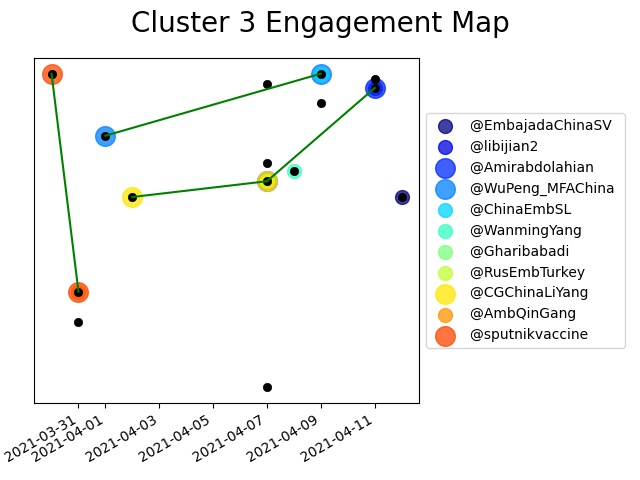 Cluster 3 Engagement Map
@EmbajadaChinaSV
@libijian2
@Amirabdolahian
@WuPeng_MFAChina
@ChinaEmbSL
@WanmingYang
@Gharibabadi
@RusEmbTurkey
@CGChinaLiYang
@AmbQinGang
@sputnikvaccine
2021-03-31
2021-04-01
2021-04-03
2021-04-05
2021-04-07
2021-04-09
2021-04-11